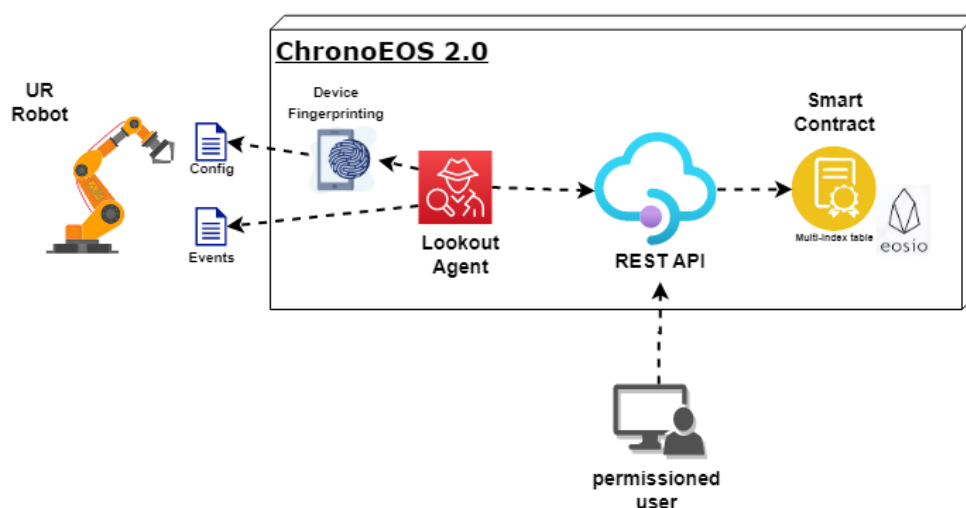 ChronoEOS 2.0
UR
Robot
Device
Fingerprinting
Smart
Contract
Config
Events
Lookout
Agent
REST API
Multi-index table
eosio
permissioned
user